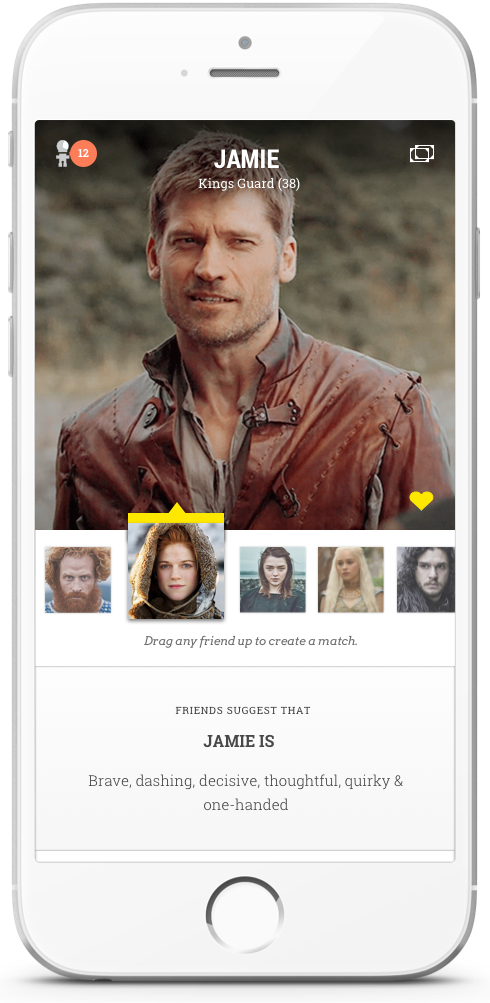 12
JAMIE
Kings Guard (38)
Drag any friend up to create a match.
FRIENDS SUGGEST THAT
JAMIE IS
Brave, dashing, decisive, thoughtful, quirky &
one-handed